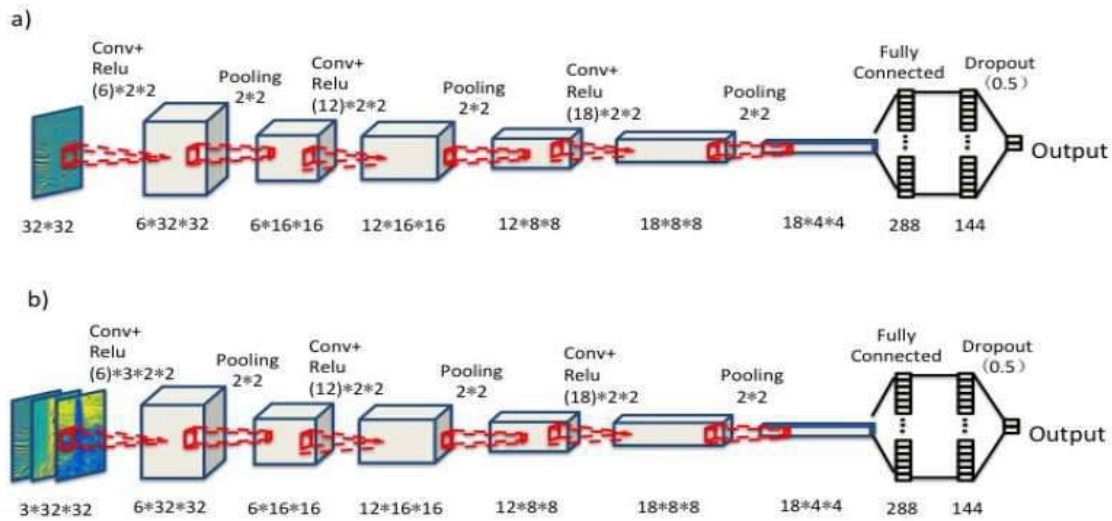 a)
Conv+
Relu
(6)*2*2
Pooling
2*2
Conv+
Relu
(12)*2*2
Pooling
2*2
Conv+
Relu
(18)*2*2
Pooling
2*2
Fully
Connected
Dropout
(0.5)
Output
32*32
6*32*32
6*16*16
12*16*16
12*8*8
18*8*8
18*4*4
288
144
b)
Conv+
Relu
(6)*3*2*2
Pooling
2*2
Conv+
Relu
(12)*2*2
Pooling
2*2
Conv+
Relu
(18)*2*2
Pooling
2*2
Fully
Connected
Dropout
(0.5)
Output
3*32*32
6*32*32
6*16*16
12*16*16
12*8*8
18*8*8
18*4*4
288
144